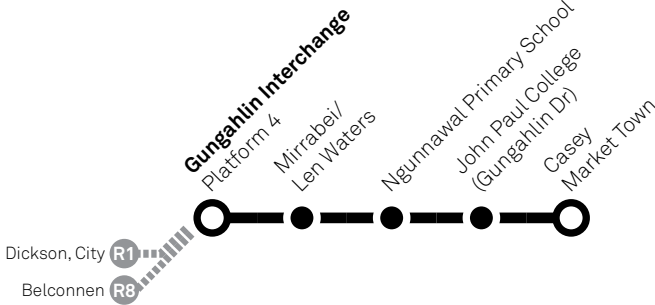 Gungahlin Interchange
Platform 4
Mirrabei/
Len Waters
Ngunnawal Primary School
John Paul College
(Gungahlin Dr)
Casey
Market Town
Dickson, City R1
Belconnen R8